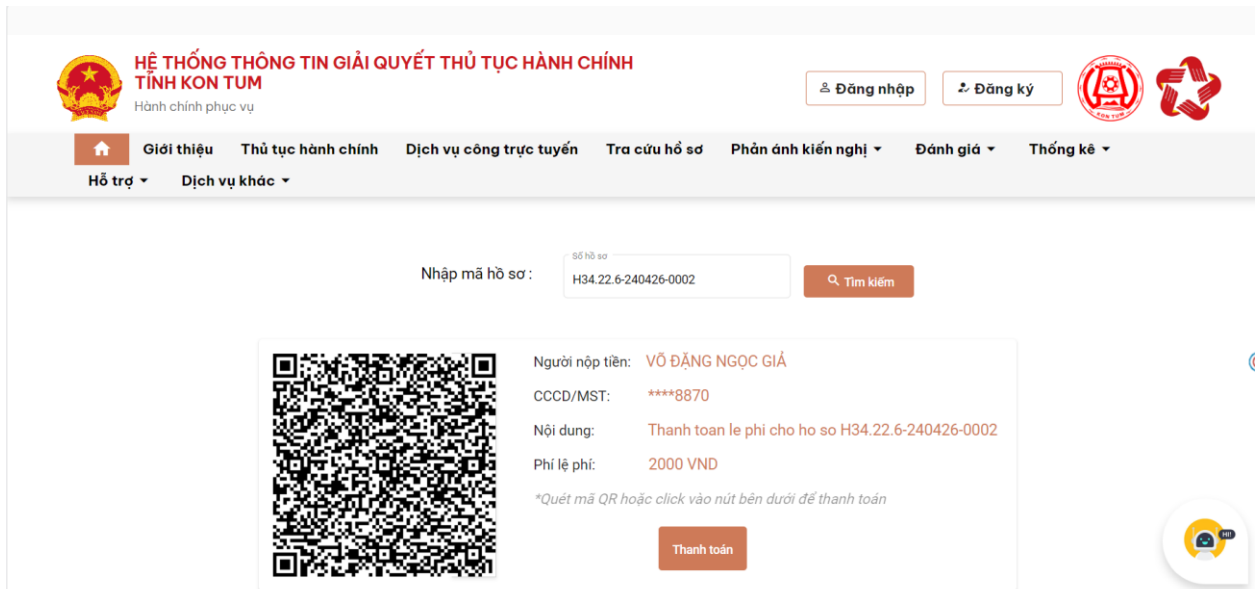 HỆ THỐNG THÔNG TIN GIẢI QUYẾT THỦ TỤC HÀNH CHÍNH
TỈNH KON TUM
Hành chính phục vụ
Đăng nhập
Đăng ký
KON TUM
Giới thiệu Thủ tục hành chính Dịch vụ công trực tuyến Tra cứu hồ sơ Phản ánh kiến nghị Đánh giá Thống kê
Hỗ trợ Dịch vụ khác
Số hồ sơ
Nhập mã hồ sơ : H34.22.6-240426-0002 Tìm kiếm
Người nộp tiền: VÕ ĐẶNG NGỌC GIẢ
CCCD/MST: ****8870
Nội dung: Thanh toan le phi cho ho so H34.22.6-240426-0002
Phí lệ phí: 2000 VND
*Quét mã QR hoặc click vào nút bên dưới để thanh toán
Thanh toán
HI!